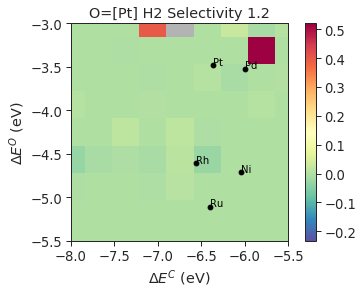 O=[Pt] H2 Selectivity 1.2
−3.0
−3.5
−4.0
−4.5
−5.0
−5.5
ΔE^O (eV)
Pt
Pd
Rh
Ni
Ru
−8.0 −7.5 −7.0 −6.5 −6.0 −5.5
ΔE^C (eV)
0.5
0.4
0.3
0.2
0.1
0.0
−0.1
−0.2